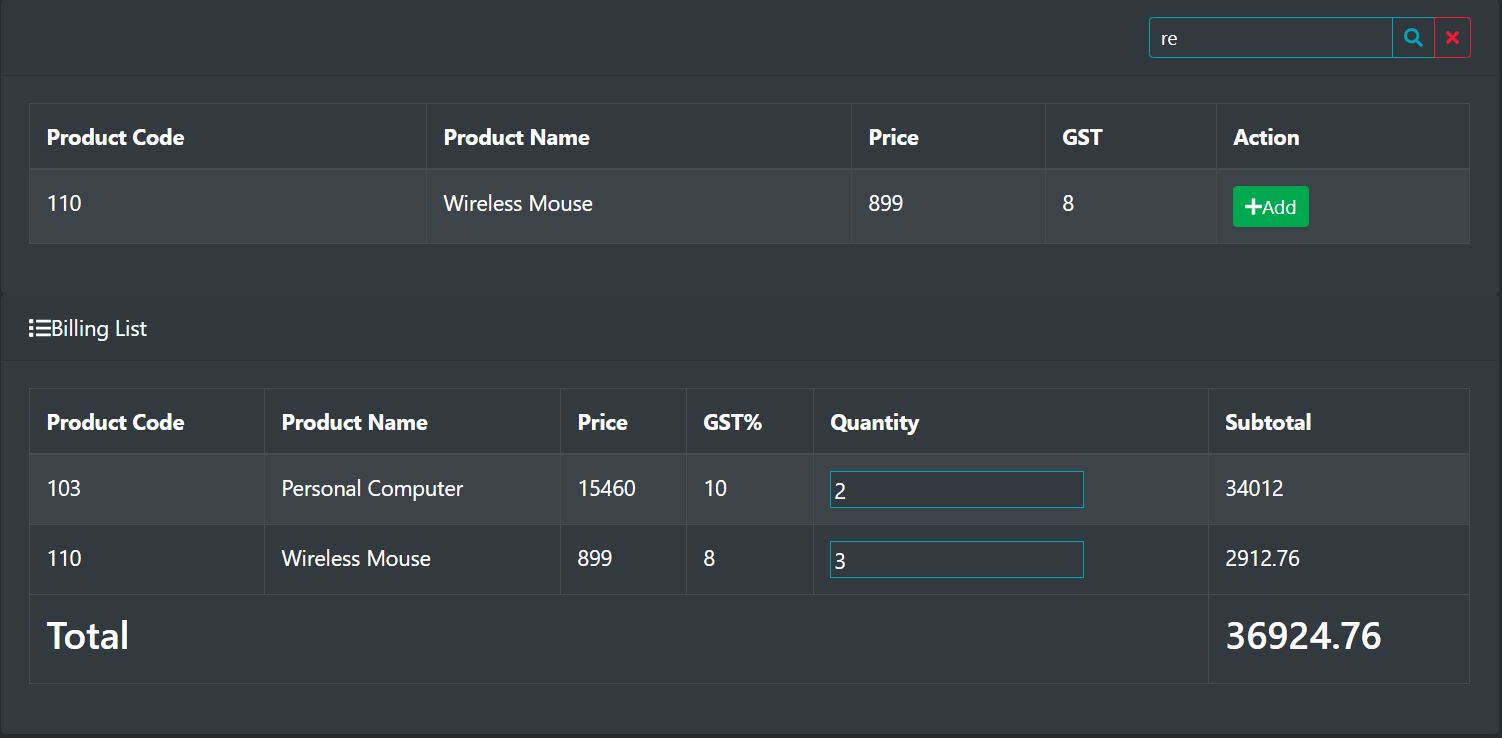 re
Product Code Product Name Price GST Action
110 Wireless Mouse 899 8 Add
Billing List
Product Code Product Name Price GST% Quantity Subtotal
103 Personal Computer 15460 10 2 34012
110 Wireless Mouse 899 8 3 2912.76
Total 36924.76